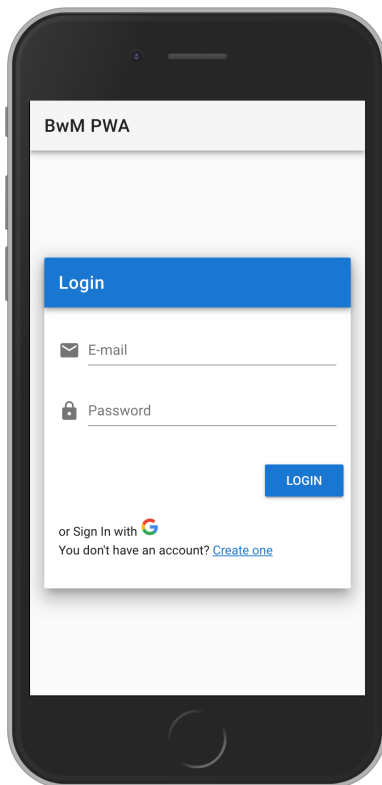 BwM PWA
Login
E-mail
Password
LOGIN
or Sign In with
You don't have an account? Create one